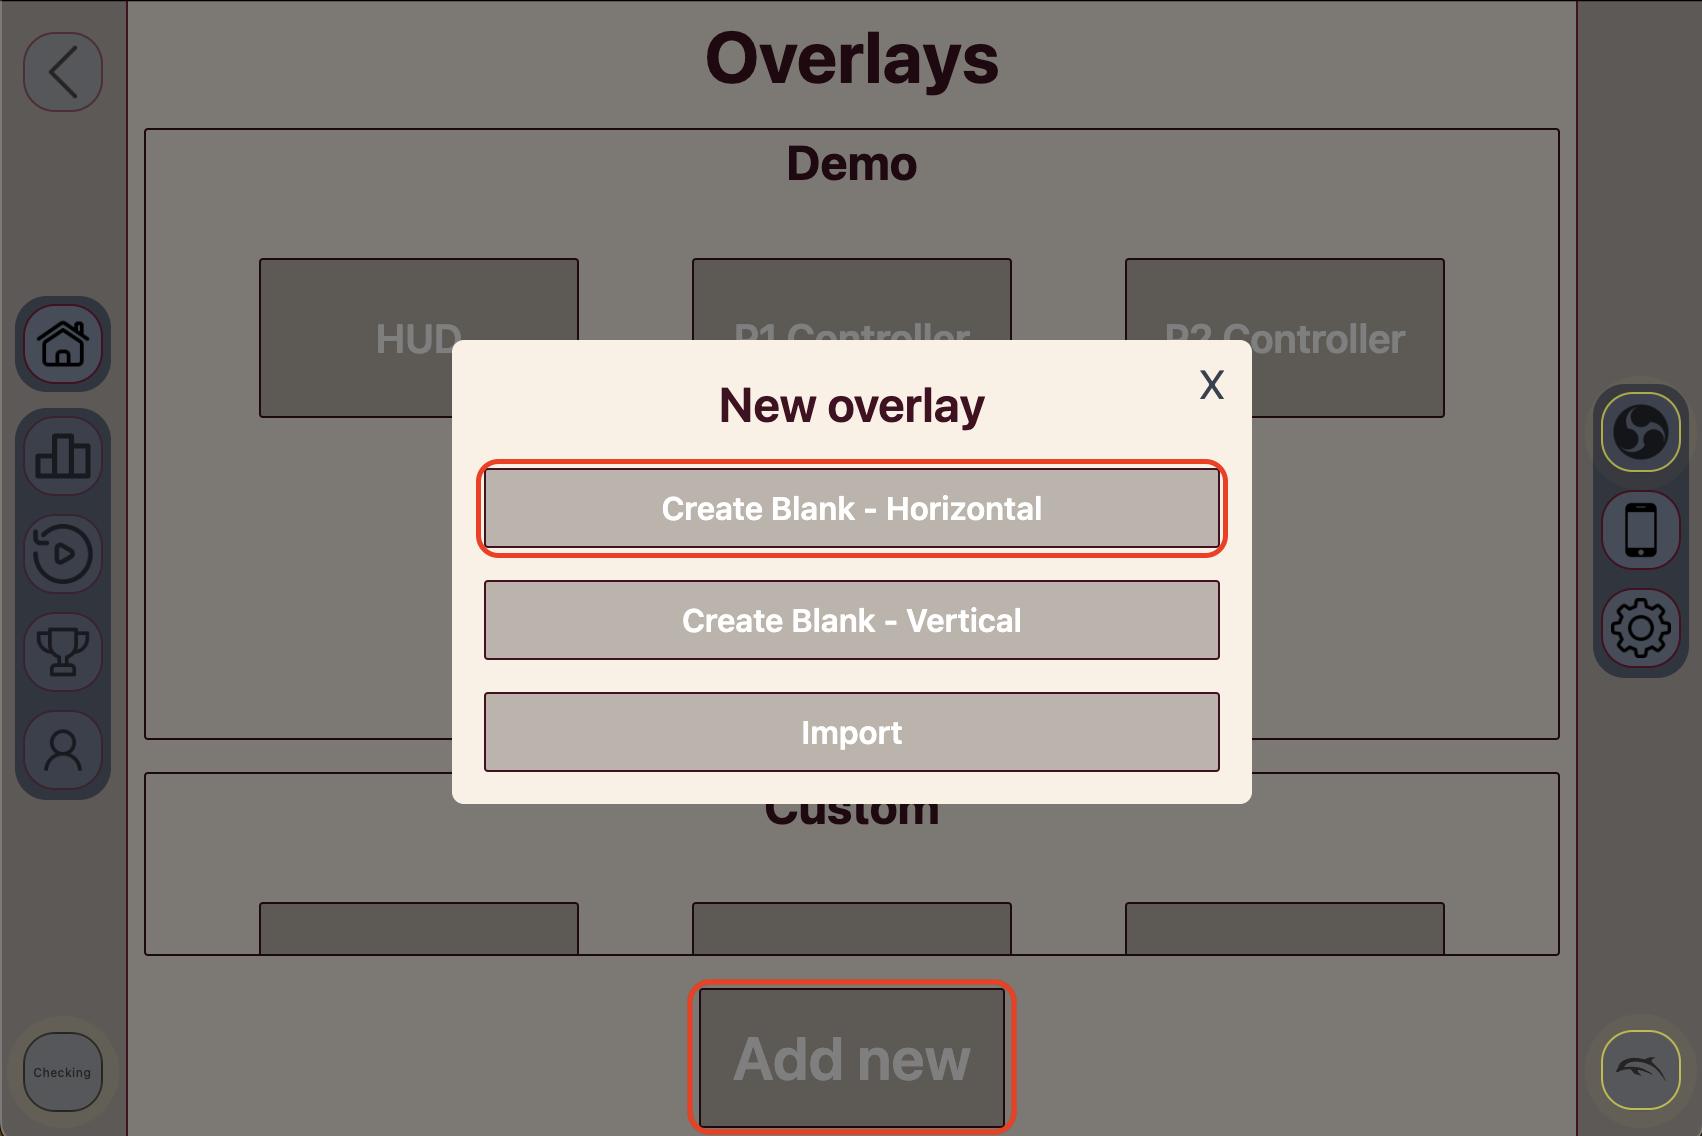 Overlays
Demo
HUD
P1 Controller
P2 Controller
New overlay
X
Create Blank - Horizontal
Create Blank - Vertical
Import
Custom
Add new
Checking